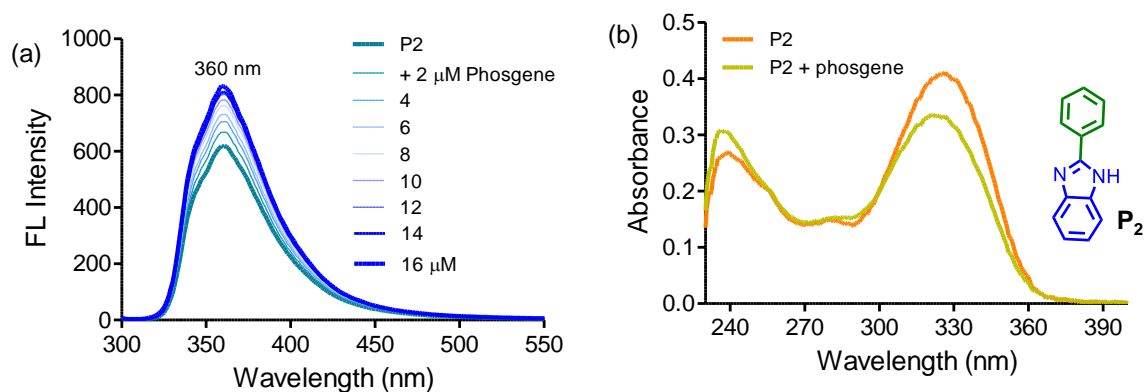 (a)
FL Intensity
1000
800
600
400
200
0
360 nm
P2
+ 2 μM Phosgene
4
6
8
10
12
14
16 μM
300 350 400 450 500 550
Wavelength (nm)
(b)
Absorbance
0.5
0.4
0.3
0.2
0.1
0.0
P2
P2 + phosgene
N
NH
P₂
240 270 300 330 360 390
Wavelength (nm)